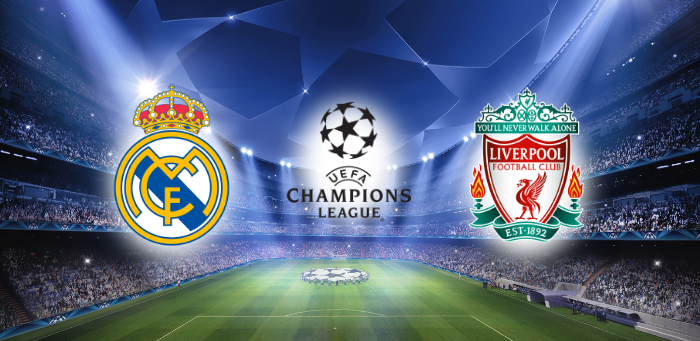 UEFA
CHAMPIONS
LEAGUE
YOU'LL NEVER WALK ALONE
LIVERPOOL
FOOTBALL CLUB
EST·1892